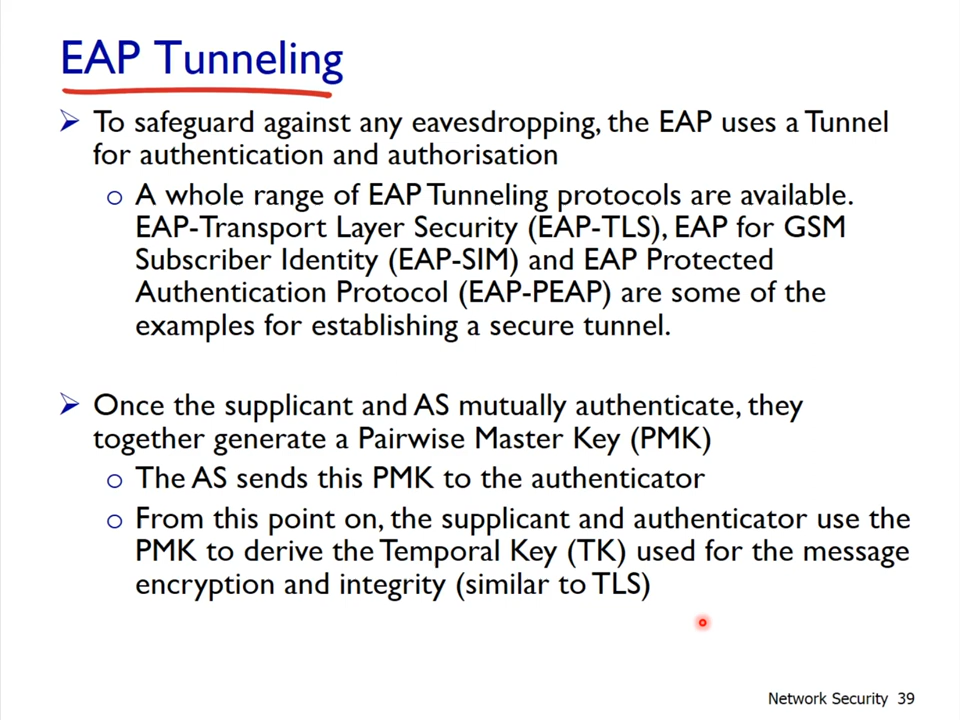 EAP Tunneling
➢ To safeguard against any eavesdropping, the EAP uses a Tunnel
for authentication and authorisation
o A whole range of EAP Tunneling protocols are available.
EAP-Transport Layer Security (EAP-TLS), EAP for GSM
Subscriber Identity (EAP-SIM) and EAP Protected
Authentication Protocol (EAP-PEAP) are some of the
examples for establishing a secure tunnel.
➢ Once the supplicant and AS mutually authenticate, they
together generate a Pairwise Master Key (PMK)
o The AS sends this PMK to the authenticator
o From this point on, the supplicant and authenticator use the
PMK to derive the Temporal Key (TK) used for the message
encryption and integrity (similar to TLS)
Network Security 39